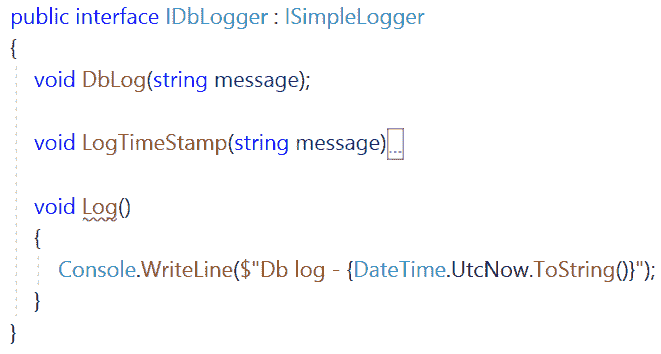 public interface IDbLogger : ISimpleLogger
{
void DbLog(string message);
void LogTimeStamp(string message)...
void Log()
{
Console.WriteLine($"Db log - {DateTime.UtcNow.ToString()}");
}
}